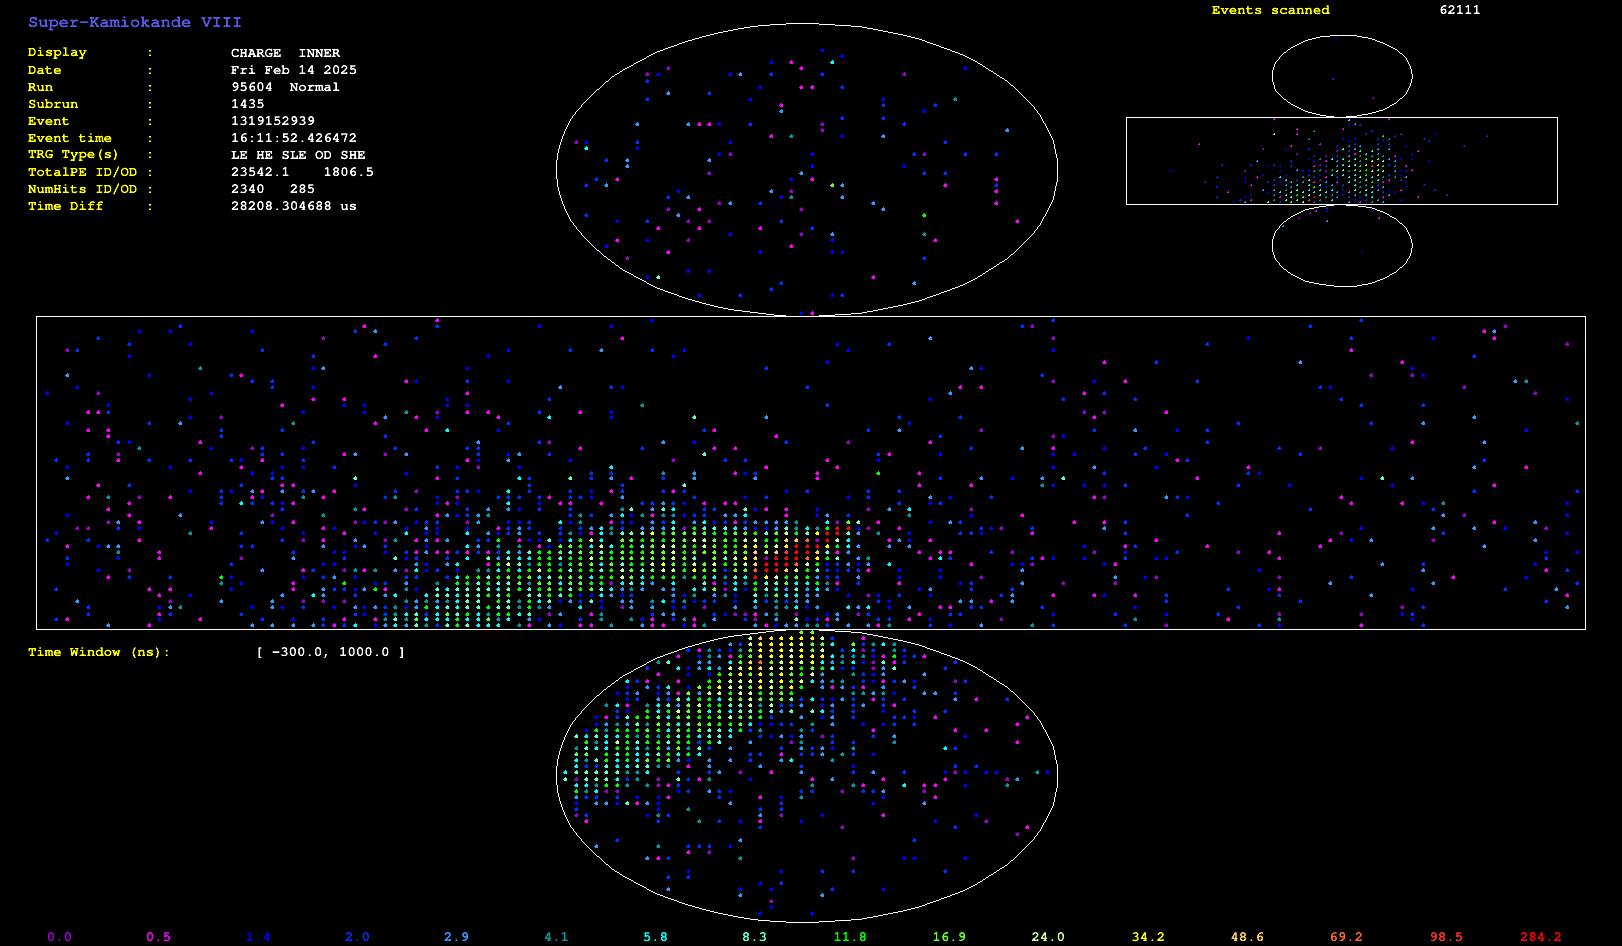 Super-Kamiokande VIII
Events scanned 62111
Display : CHARGE INNER
Date : Fri Feb 14 2025
Run : 95604 Normal
Subrun : 1435
Event : 1319152939
Event time : 16:11:52.426472
TRG Type(s) : LE HE SLE OD SHE
TotalPE ID/OD : 23542.1 1806.5
NumHits ID/OD : 2340 285
Time Diff : 28208.304688 us
Time Window (ns): [ -300.0, 1000.0 ]
0.0 0.5 1.4 2.0 2.9 4.1 5.8 8.3 11.8 16.9 24.0 34.2 48.6 69.2 98.5 284.2